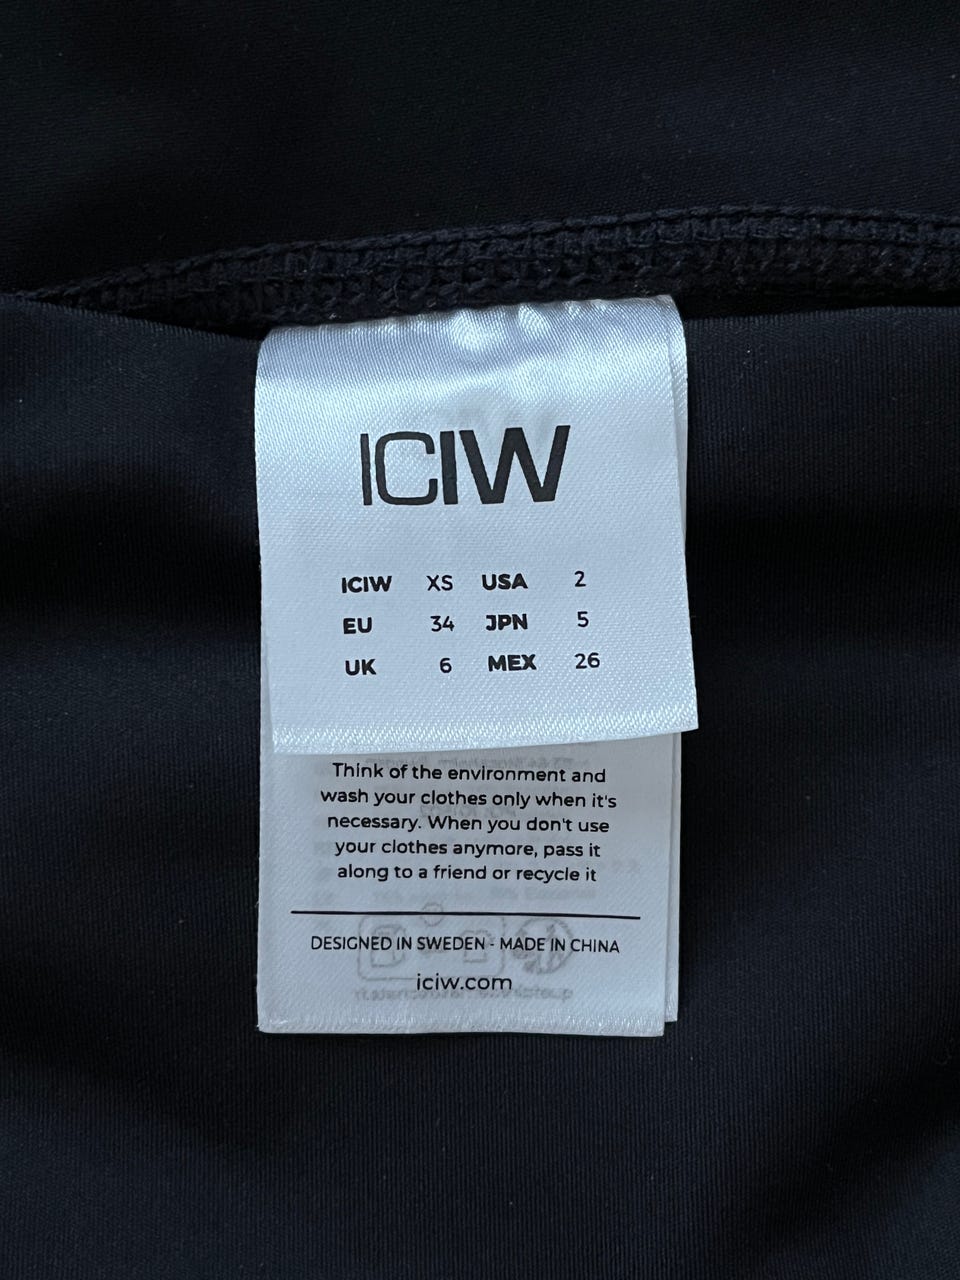 ICIW
ICIW XS USA 2
EU 34 JPN 5
UK 6 MEX 26
Think of the environment and
wash your clothes only when it's
necessary. When you don't use
your clothes anymore, pass it
along to a friend or recycle it
DESIGNED IN SWEDEN - MADE IN CHINA
iciw.com